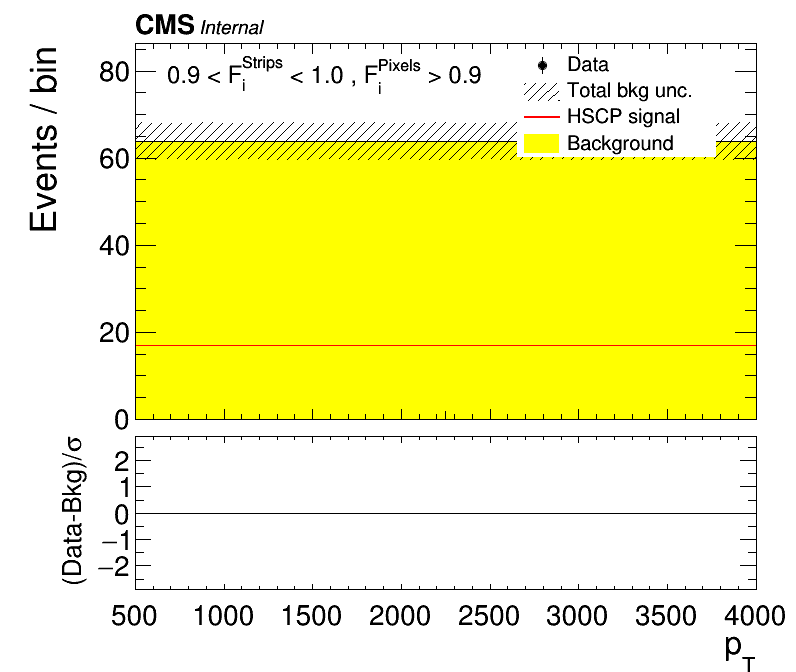 CMS Internal
Events / bin
80
60
40
20
0
0.9 < F_i^Strips < 1.0 , F_i^Pixels > 0.9
Data
Total bkg unc.
HSCP signal
Background
(Data-Bkg)/σ
2
1
0
−1
−2
500 1000 1500 2000 2500 3000 3500 4000
p_T